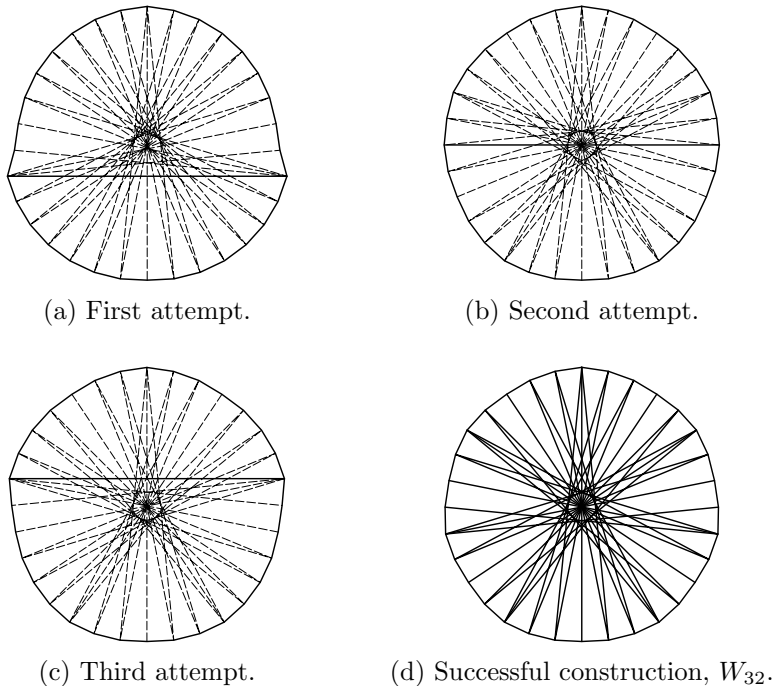 (a) First attempt.
(b) Second attempt.
(c) Third attempt.
(d) Successful construction, W₃₂.